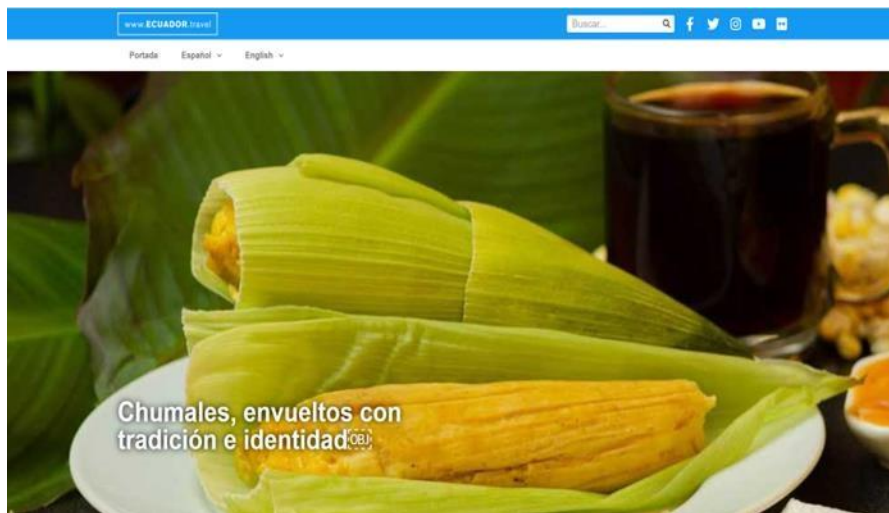 www.ECUADOR.travel
Buscar...
Portada
Español
English
Chumales, envueltos con
tradición e identidad￼